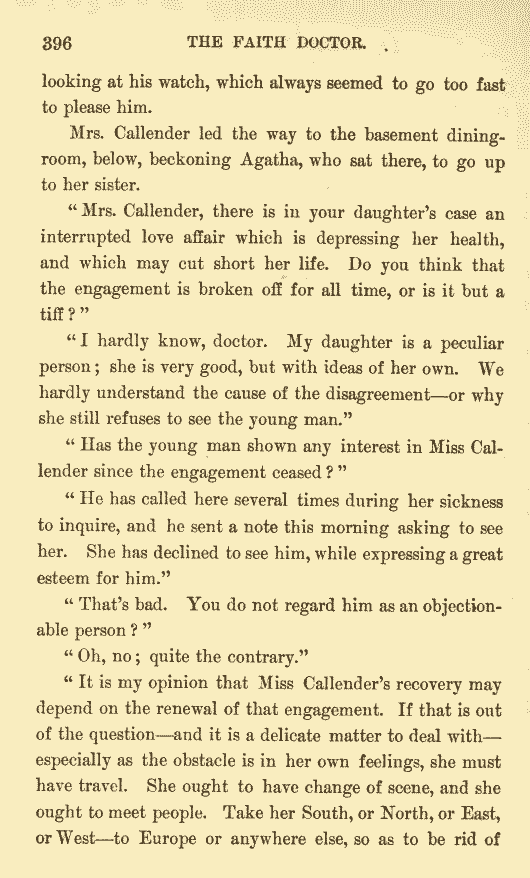 396 THE FAITH DOCTOR.
looking at his watch, which always seemed to go too fast
to please him.
Mrs. Callender led the way to the basement dining-
room, below, beckoning Agatha, who sat there, to go up
to her sister.
“ Mrs. Callender, there is in your daughter’s case an
interrupted love affair which is depressing her health,
and which may cut short her life. Do you think that
the engagement is broken off for all time, or is it but a
tiff ? ”
“ I hardly know, doctor. My daughter is a peculiar
person ; she is very good, but with ideas of her own. We
hardly understand the cause of the disagreement—or why
she still refuses to see the young man.”
“ Has the young man shown any interest in Miss Cal-
lender since the engagement ceased ? ”
“ He has called here several times during her sickness
to inquire, and he sent a note this morning asking to see
her. She has declined to see him, while expressing a great
esteem for him.”
“ That’s bad. You do not regard him as an objection-
able person ? ”
“ Oh, no ; quite the contrary.”
“ It is my opinion that Miss Callender’s recovery may
depend on the renewal of that engagement. If that is out
of the question—and it is a delicate matter to deal with—
especially as the obstacle is in her own feelings, she must
have travel. She ought to have change of scene, and she
ought to meet people. Take her South, or North, or East,
or West—to Europe or anywhere else, so as to be rid of